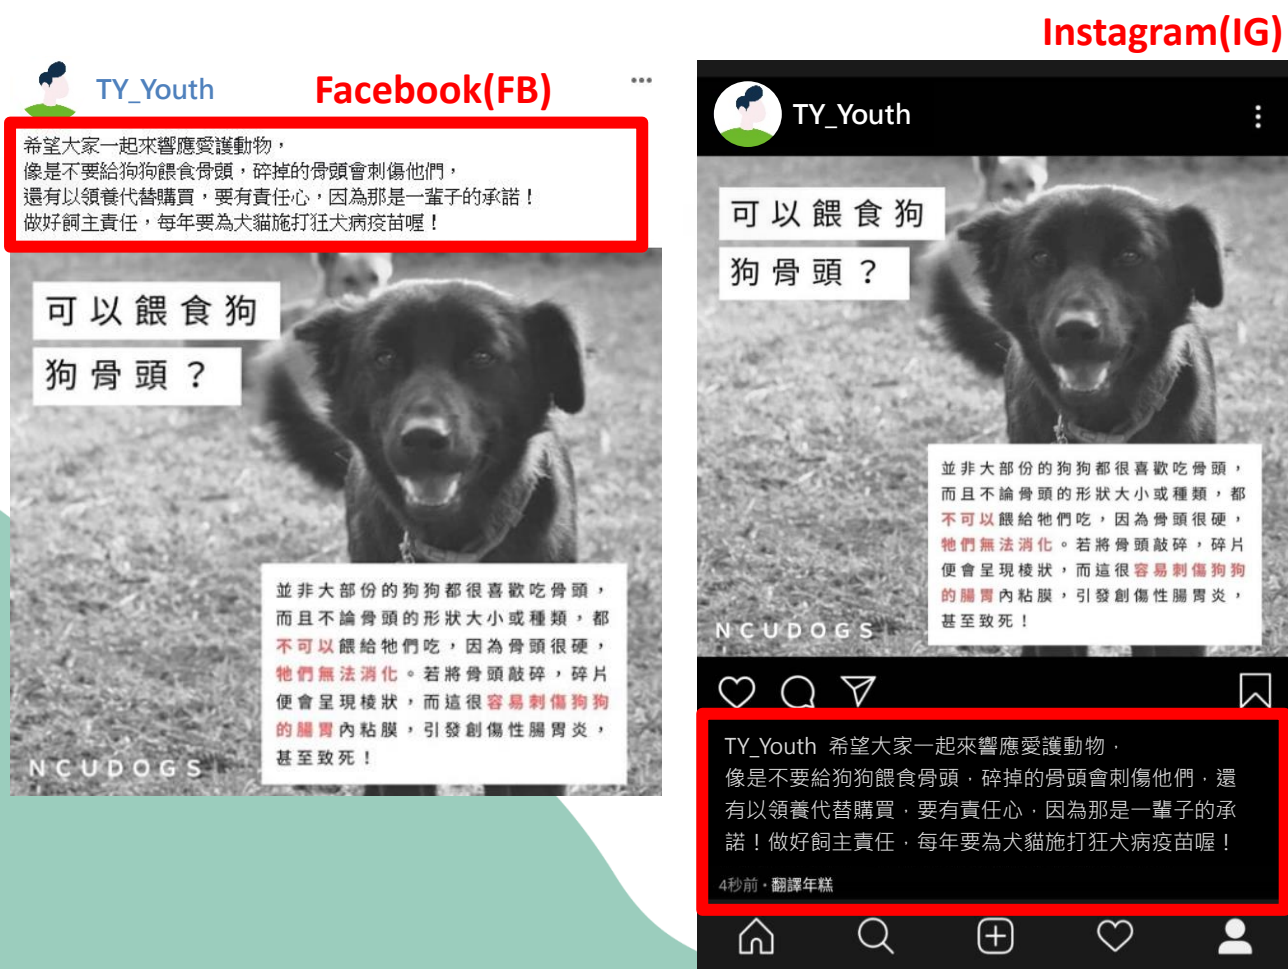 Instagram(IG)
TY_Youth
Facebook(FB)
希望大家一起來響應愛護動物，
像是不要給狗狗餵食骨頭，碎掉的骨頭會刺傷他們，
還有以領養代替購買，要有責任心，因為那是一輩子的承諾！
做好飼主責任，每年要為犬貓施打狂犬病疫苗喔！
可以餵食狗
狗骨頭？
並非大部份的狗狗都很喜歡吃骨頭，
而且不論骨頭的形狀大小或種類，都
不可以餵給牠們吃，因為骨頭很硬，
牠們無法消化。若將骨頭敲碎，碎片
便會呈現稜狀，而這很容易刺傷狗狗
的腸胃內粘膜，引發創傷性腸胃炎，
甚至致死！
NCUDOGS
TY_Youth
可以餵食狗
狗骨頭？
並非大部份的狗狗都很喜歡吃骨頭，
而且不論骨頭的形狀大小或種類，都
不可以餵給牠們吃，因為骨頭很硬，
牠們無法消化。若將骨頭敲碎，碎片
便會呈現稜狀，而這很容易刺傷狗狗
的腸胃內粘膜，引發創傷性腸胃炎，
甚至致死！
NCUDOGS
TY_Youth 希望大家一起來響應愛護動物，
像是不要給狗狗餵食骨頭，碎掉的骨頭會刺傷他們，還
有以領養代替購買，要有責任心，因為那是一輩子的承
諾！做好飼主責任，每年要為犬貓施打狂犬病疫苗喔！
4秒前・翻譯年糕